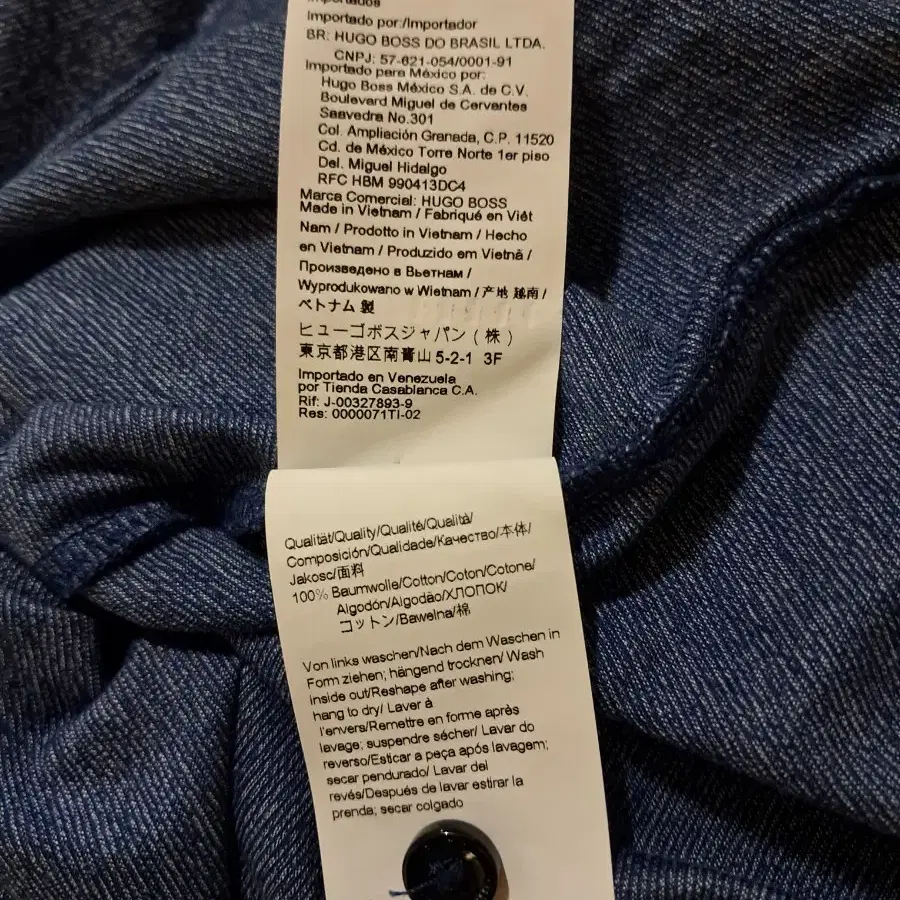 Importados
Importado por:/Importador
BR: HUGO BOSS DO BRASIL LTDA.
CNPJ: 57-621-054/0001-91
Importado para México por:
Hugo Boss México S.A. de C.V.
Boulevard Miguel de Cervantes
Saavedra No.301
Col. Ampliación Granada, C.P. 11520
Cd. de México Torre Norte 1er piso
Del. Miguel Hidalgo
RFC HBM 990413DC4
Marca Comercial: HUGO BOSS
Made in Vietnam / Fabriqué en Viêt
Nam / Prodotto in Vietnam / Hecho
en Vietnam / Produzido em Vietnã /
Произведено в Вьетнам /
Wyprodukowano w Wietnam / 产地 越南 /
ベトナム 製
ヒューゴボスジャパン ( 株 )
東京都港区南青山 5-2-1 3F
Importado en Venezuela
por Tienda Casablanca C.A.
Rif: J-00327893-9
Res: 0000071TI-02
Qualität/Quality/Qualité/Qualità/
Composición/Qualidade/Качество/本体/
Jakosc/面料
100% Baumwolle/Cotton/Coton/Cotone/
Algodón/Algodão/ХЛОПОК/
コットン/Bawelna/棉
Von links waschen/Nach dem Waschen in
Form ziehen; hängend trocknen/ Wash
inside out/Reshape after washing;
hang to dry/ Laver à
l'envers/Remettre en forme après
lavage; suspendre sécher/ Lavar do
reverso/Esticar a peça após lavagem;
secar pendurado/ Lavar del
revés/Después de lavar estirar la
prenda; secar colgado